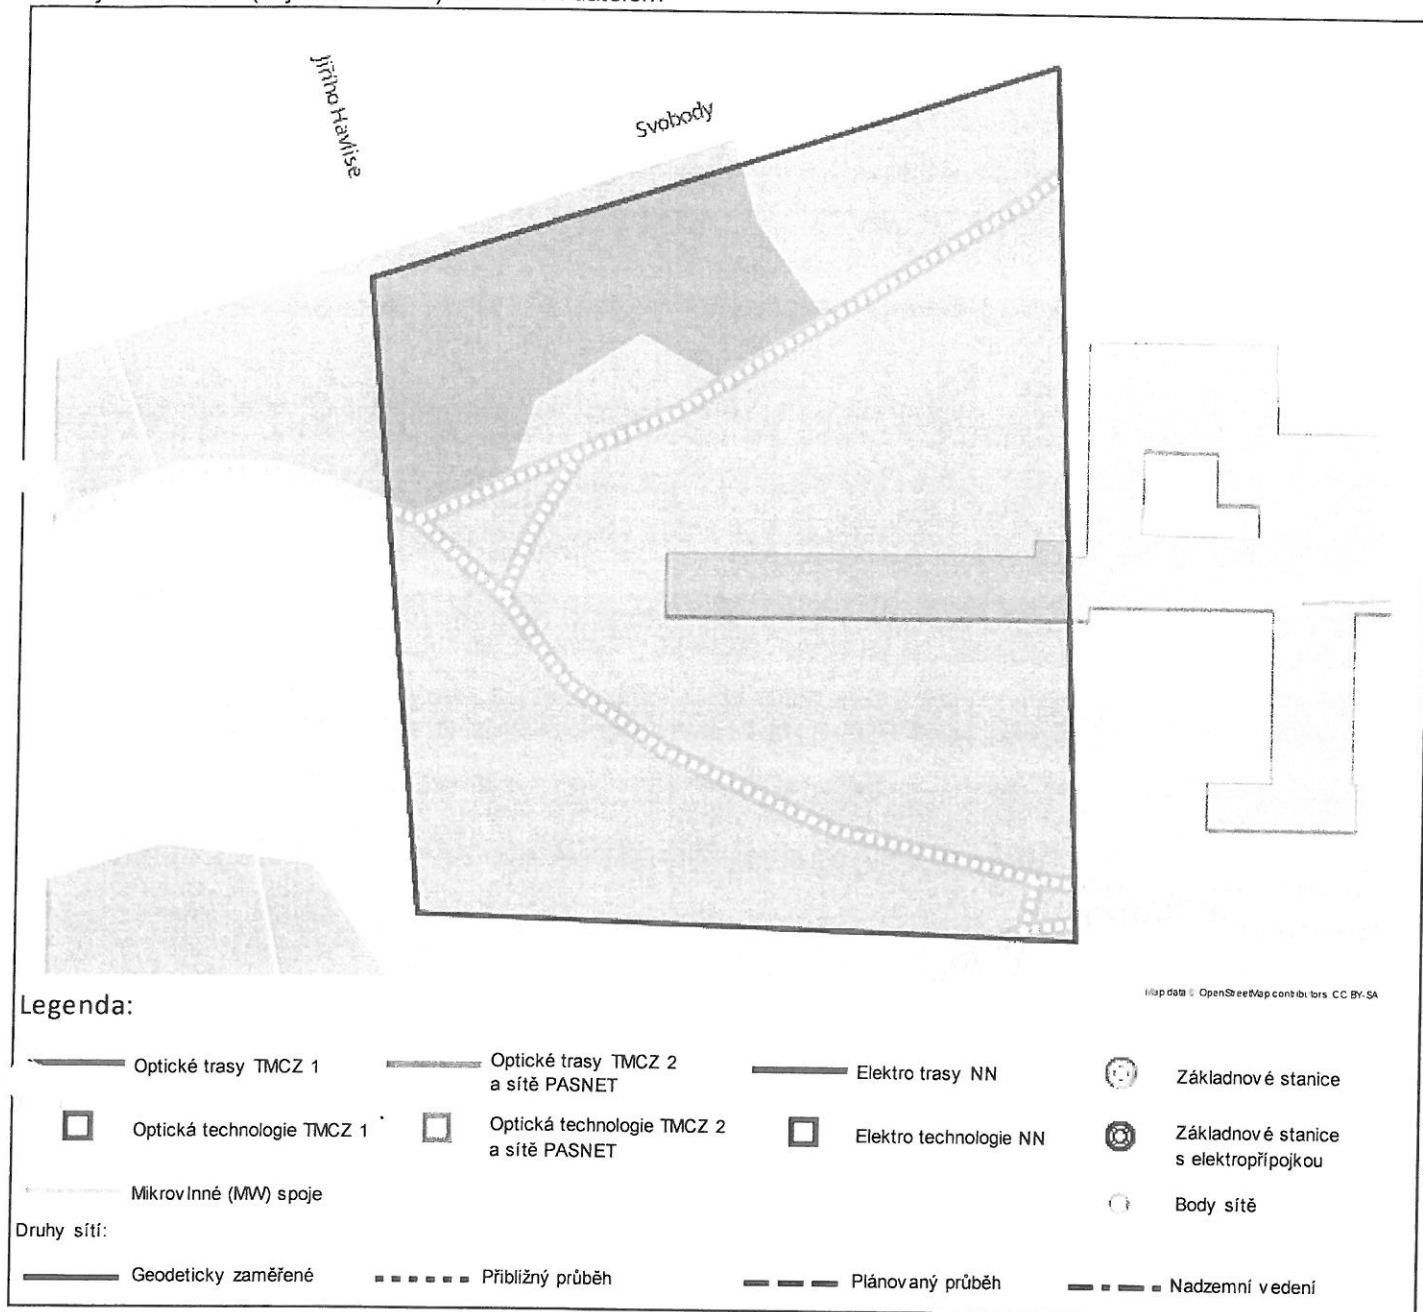 Jiřího Havlise
Svobody
Map data © OpenStreetMap contributors, CC BY-SA
Legenda:
Optické trasy TMCZ 1
Optické trasy TMCZ 2
a sítě PASNET
Elektro trasy NN
Základnové stanice
Optická technologie TMCZ 1
Optická technologie TMCZ 2
a sítě PASNET
Elektro technologie NN
Základnové stanice
s elektropřípojkou
Mikrovlnné (MW) spoje
Body sítě
Druhy sítí:
Geodeticky zaměřené
Přibližný průběh
Plánovaný průběh
Nadzemní vedení